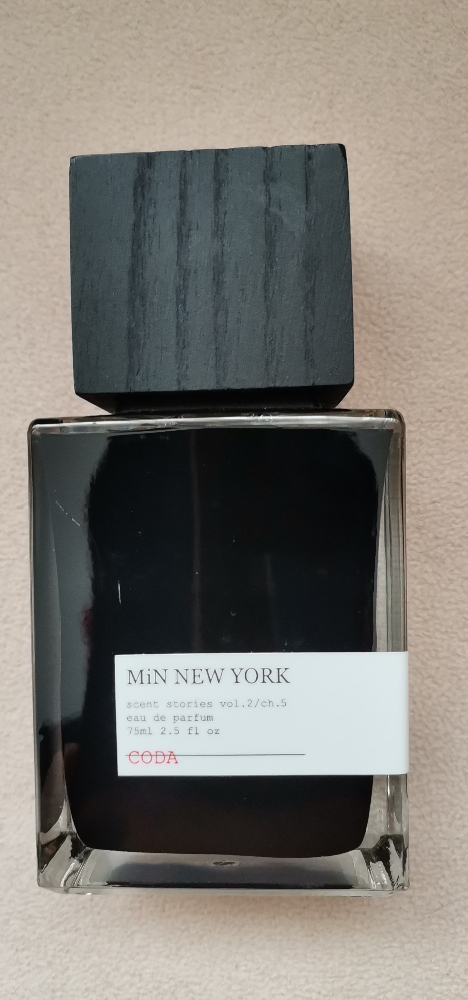 MiN NEW YORK
scent stories vol.2/ch.5
eau de parfum
75ml 2.5 fl oz
CODA